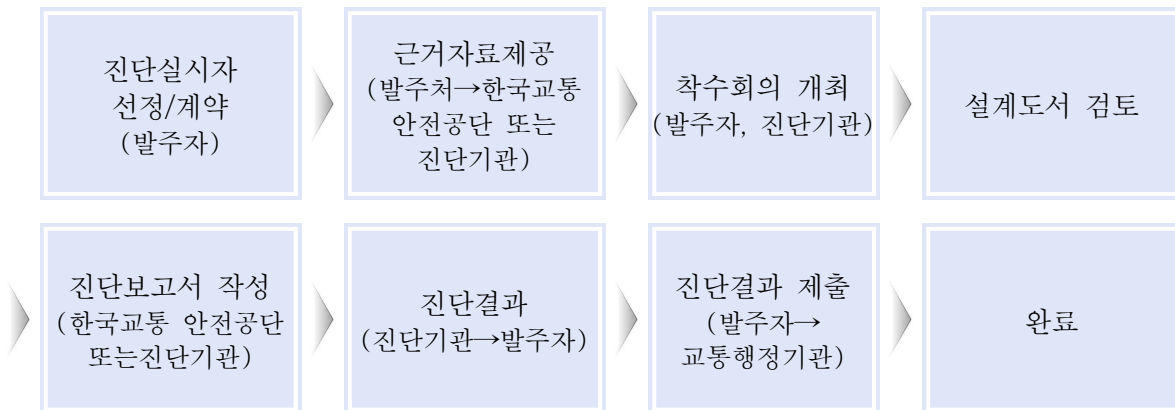 진단실시자
선정/계약
(발주자)
근거자료제공
(발주처→한국교통
안전공단 또는
진단기관)
착수회의 개최
(발주자, 진단기관)
설계도서 검토
진단보고서 작성
(한국교통 안전공단
또는진단기관)
진단결과
(진단기관→발주자)
진단결과 제출
(발주자→
교통행정기관)
완료